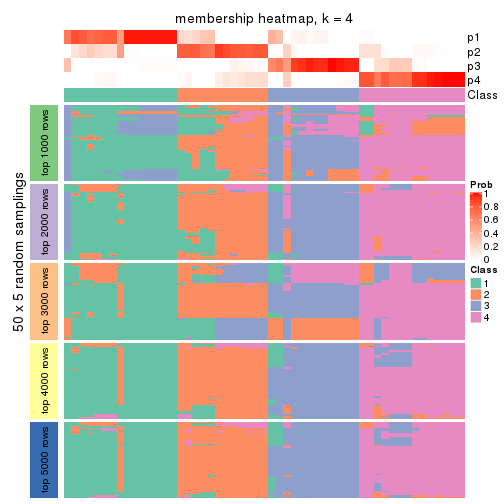 membership heatmap, k = 4
p1
p2
p3
p4
Class
50 x 5 random samplings
top 1000 rows
top 2000 rows
top 3000 rows
top 4000 rows
top 5000 rows
Prob
1
0.8
0.6
0.4
0.2
0
Class
1
2
3
4